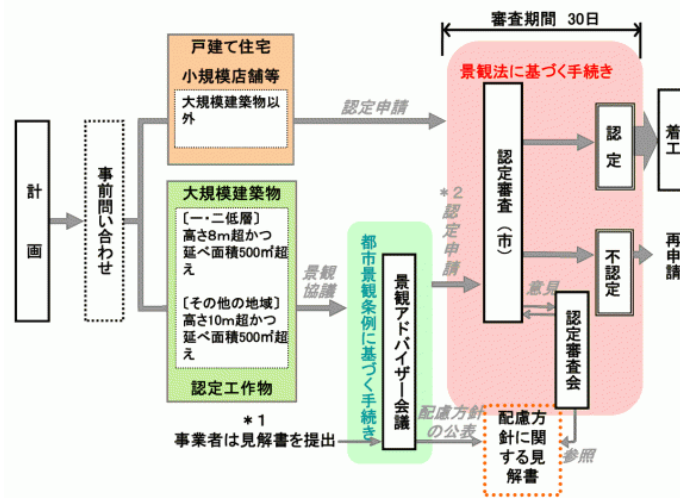 審査期間 30日
景観法に基づく手続き
計画
事前問い合わせ
戸建て住宅
小規模店舗等
大規模建築物以
外
認定申請
大規模建築物
〔一・二低層〕
高さ8m超かつ
延べ面積500㎡超
え
〔その他の地域〕
高さ10m超かつ
延べ面積500㎡超
え
認定工作物
景観
協議
都市景観条例に基づく手続き
景観アドバイザー会議
*2
認定申請
認定審査(市)
認定
着工
不認定
再申請
意見
認定審査会
*1
事業者は見解書を提出
配慮方針
の公表
配慮方
針に関
する見
解書
参照